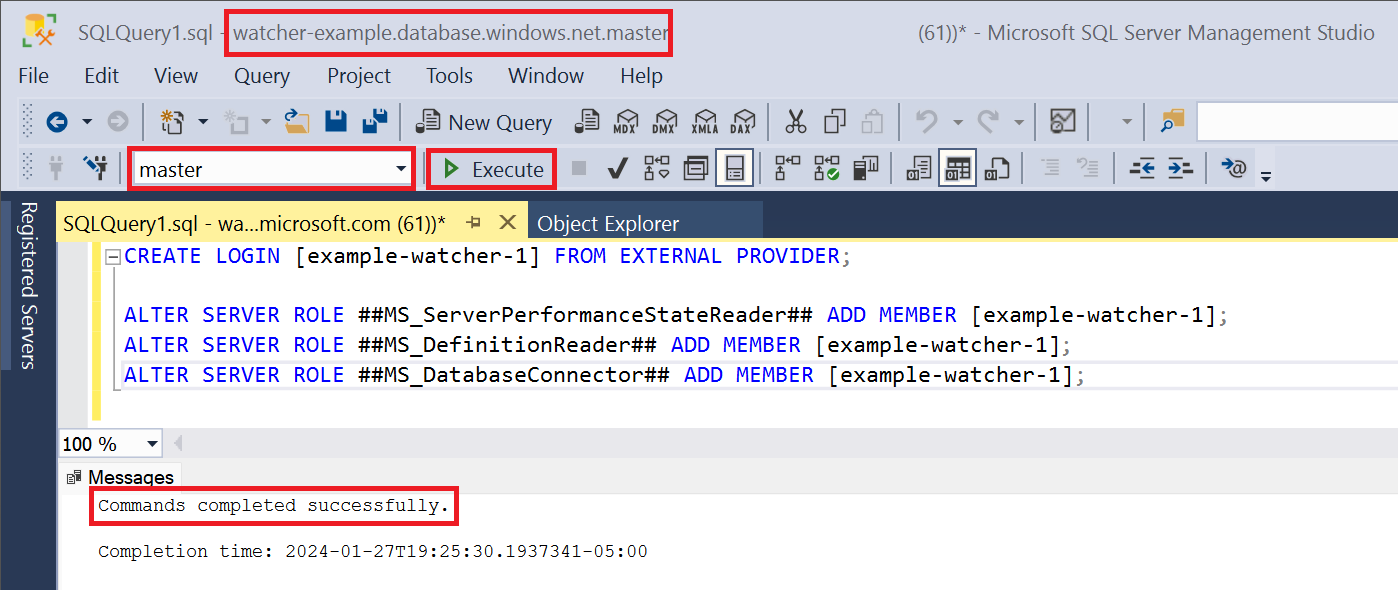 SQLQuery1.sql - watcher-example.database.windows.net.master (61))* - Microsoft SQL Server Management Studio
File Edit View Query Project Tools Window Help
New Query MDX DMX XMLA DAX
master Execute
Registered Servers
SQLQuery1.sql - wa...microsoft.com (61))* Object Explorer
CREATE LOGIN [example-watcher-1] FROM EXTERNAL PROVIDER;
ALTER SERVER ROLE ##MS_ServerPerformanceStateReader## ADD MEMBER [example-watcher-1];
ALTER SERVER ROLE ##MS_DefinitionReader## ADD MEMBER [example-watcher-1];
ALTER SERVER ROLE ##MS_DatabaseConnector## ADD MEMBER [example-watcher-1];
100 %
Messages
Commands completed successfully.
Completion time: 2024-01-27T19:25:30.1937341-05:00